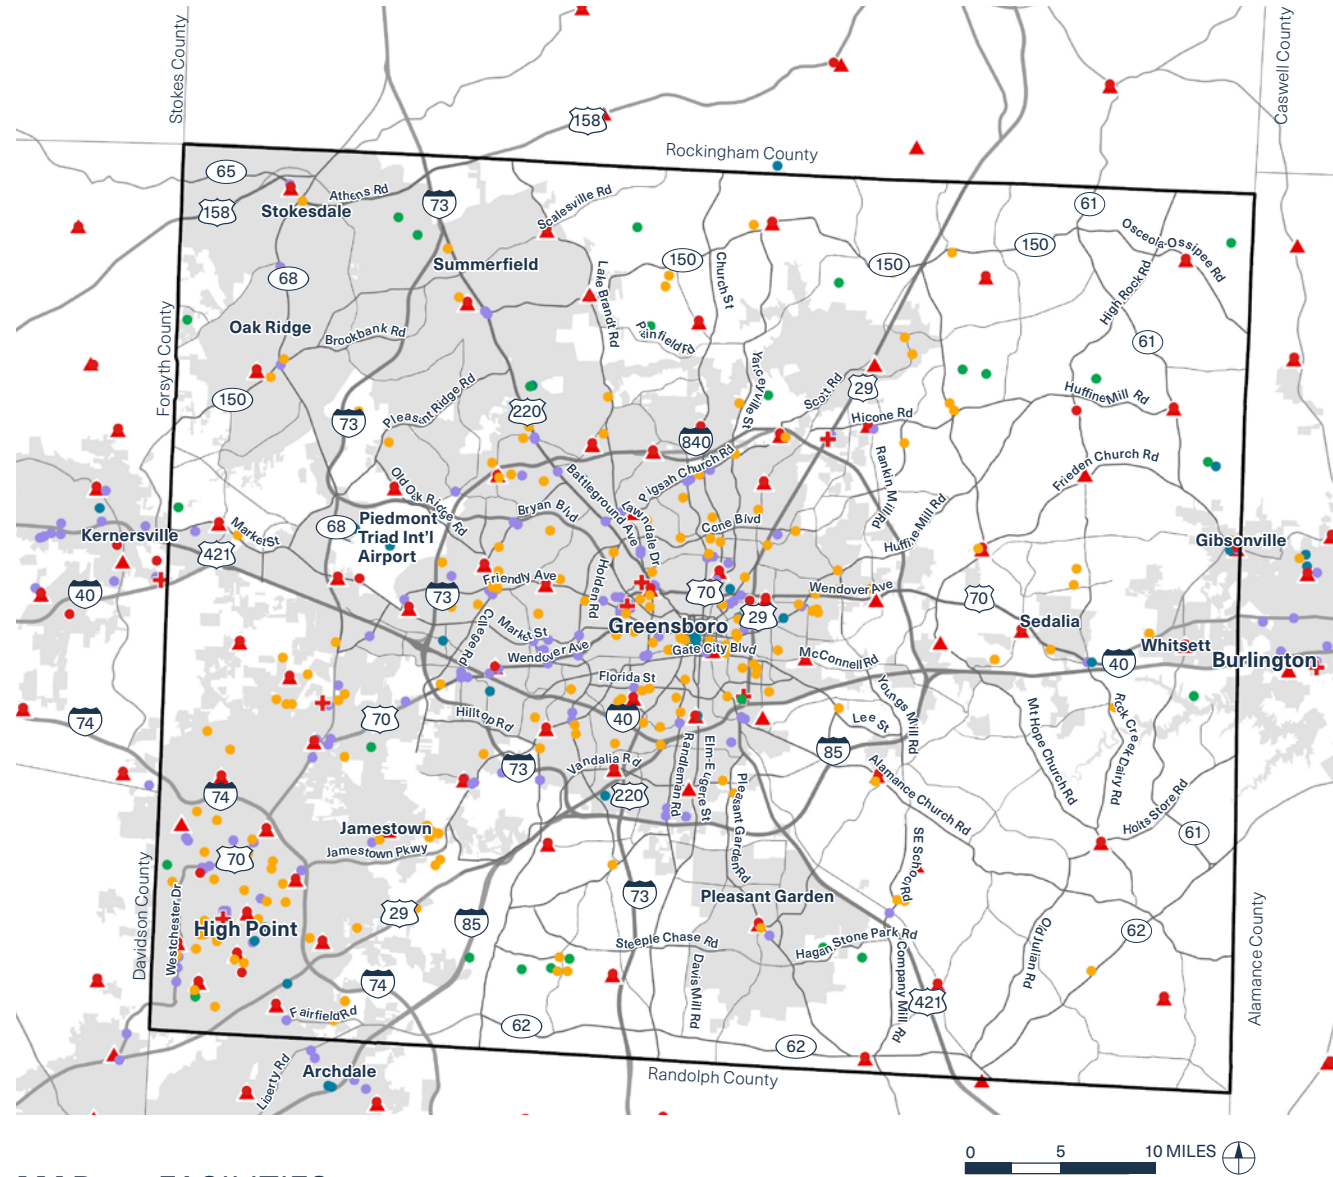 Stokes County
Caswell County
158
Rockingham County
65
Athens Rd
158
Stokesdale
73
Scalesville Rd
61
Osceola-Ossipee Rd
150
150
150
Summerfield
68
Lake Brandt Rd
Church St
High Rock Rd
Forsyth County
Oak Ridge
Brookbank Rd
Yanceyville St
61
150
Pleasant Ridge Rd
Scott Rd
29
Huffine Mill Rd
73
220
Hicone Rd
840
Pigsah Church Rd
Rankin Mill Rd
Frieden Church Rd
Old Oak Ridge Rd
Battleground Ave
Lawndale Dr
Bryan Blvd
Cone Blvd
Huffine Mill Rd
68
Piedmont
Triad Int'l
Airport
Market St
Kernersville
421
Gibsonville
40
73
Friendly Ave
Holden Rd
70
Wendover Ave
70
29
Greensboro
Sedalia
College Rd
Market St
Wendover Ave
Gate City Blvd
McConnell Rd
Whitsett
40
Burlington
Florida St
Youngs Mill Rd
74
70
Hilltop Rd
40
Lee St
Mt Hope Church Rd
Rock Creek Dairy Rd
85
Randleman Rd
Elm-Eugene St
73
Vandalia Rd
Alamance Church Rd
74
220
Pleasant Garden Rd
Hoits Store Rd
61
Jamestown
Jamestown Pkwy
70
SE School Rd
Davidson County
Westchester Dr
73
Pleasant Garden
29
85
High Point
Steeple Chase Rd
Hagan Stone Park Rd
62
Old Julian Rd
Alamance County
74
Davis Mill Rd
Company Mill Rd
421
Fairfield Rd
62
62
Liberty Rd
Archdale
Randolph County
0 5 10 MILES